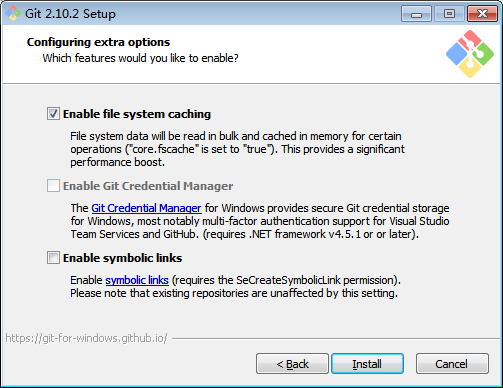 Git 2.10.2 Setup
Configuring extra options
Which features would you like to enable?
Enable file system caching
File system data will be read in bulk and cached in memory for certain
operations ("core.fscache" is set to "true"). This provides a significant
performance boost.
Enable Git Credential Manager
The Git Credential Manager for Windows provides secure Git credential storage
for Windows, most notably multi-factor authentication support for Visual Studio
Team Services and GitHub. (requires .NET framework v4.5.1 or or later).
Enable symbolic links
Enable symbolic links (requires the SeCreateSymbolicLink permission).
Please note that existing repositories are unaffected by this setting.
https://git-for-windows.github.io/
< Back
Install
Cancel